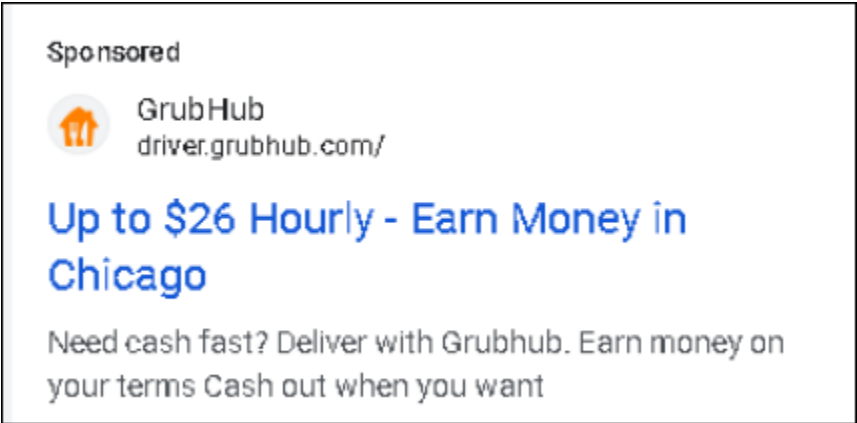 Sponsored
GrubHub
driver.grubhub.com/
Up to $26 Hourly - Earn Money in
Chicago
Need cash fast? Deliver with Grubhub. Earn money on
your terms Cash out when you want